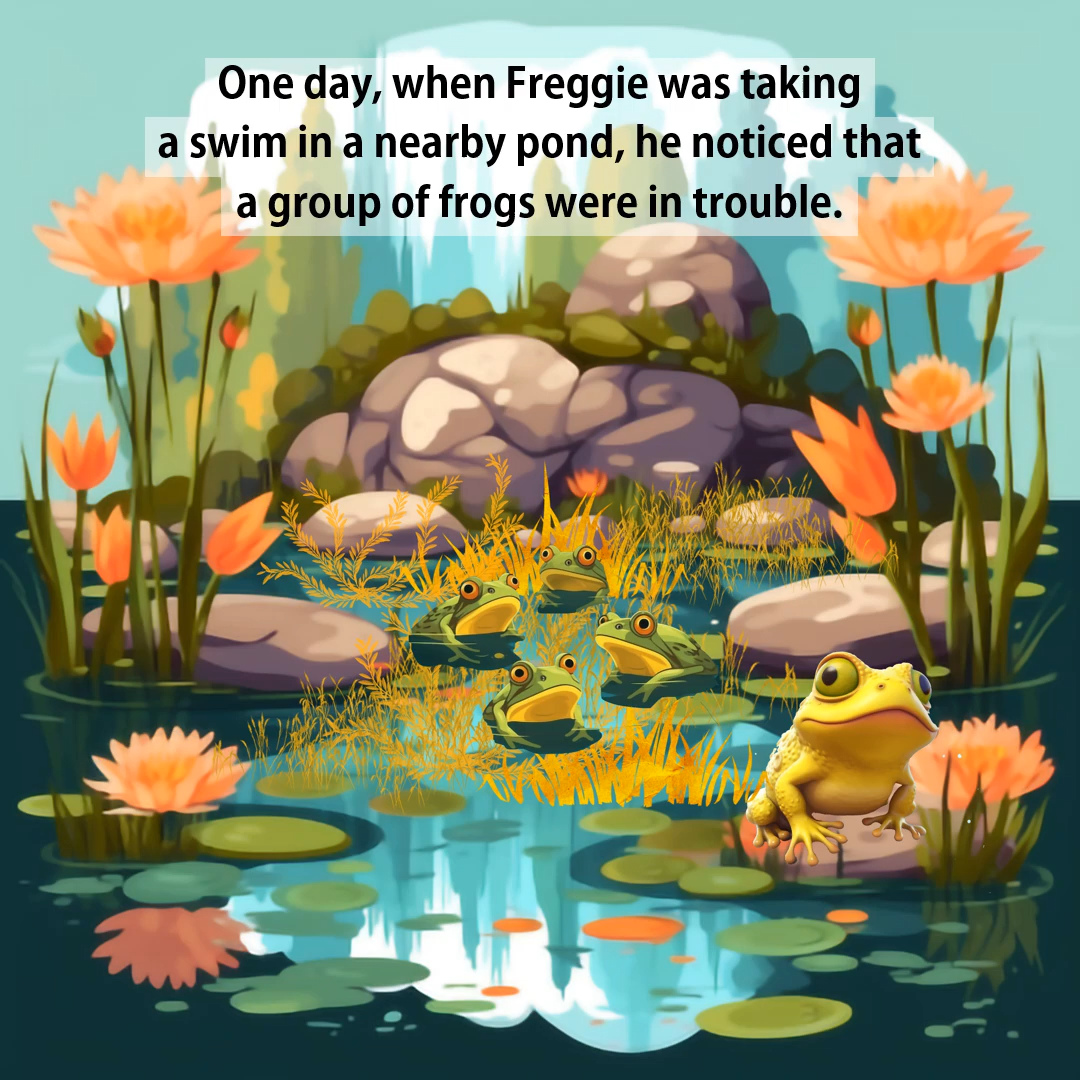 One day, when Freggie was taking
a swim in a nearby pond, he noticed that
a group of frogs were in trouble.